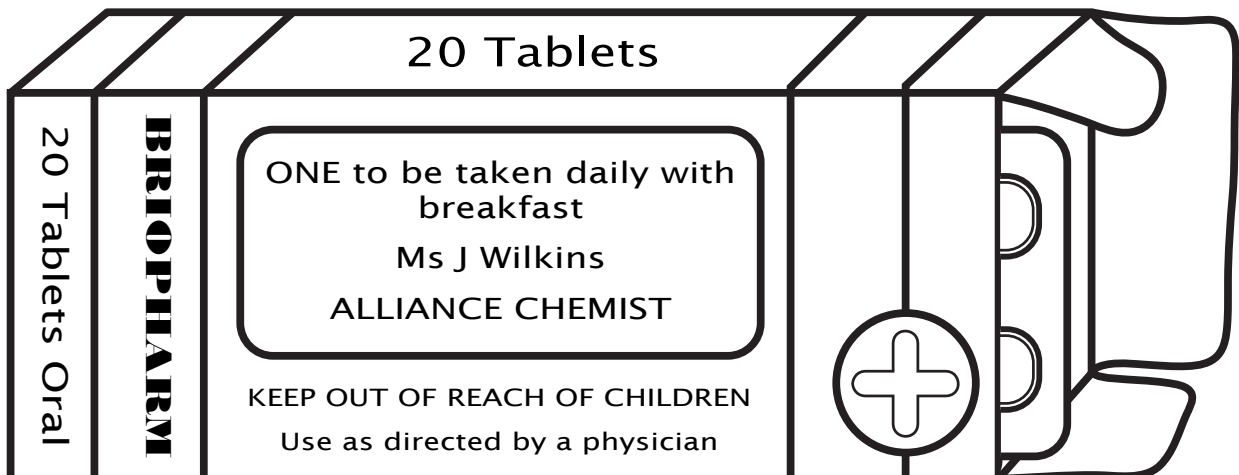 20 Tablets
20 Tablets Oral
BRIOPHARM
ONE to be taken daily with
breakfast
Ms J Wilkins
ALLIANCE CHEMIST
KEEP OUT OF REACH OF CHILDREN
Use as directed by a physician